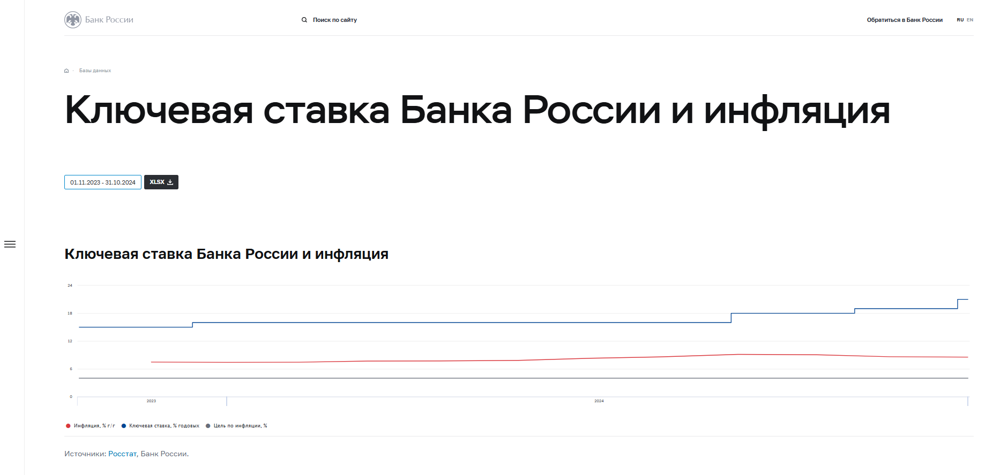 Банк России
Поиск по сайту
Обратиться в Банк России
RU EN
Базы данных
Ключевая ставка Банка России и инфляция
01.11.2023 - 31.10.2024
XLSX
Ключевая ставка Банка России и инфляция
24
18
12
6
0
2023
2024
Инфляция, % г/г
Ключевая ставка, % годовых
Цель по инфляции, %
Источники: Росстат, Банк России.